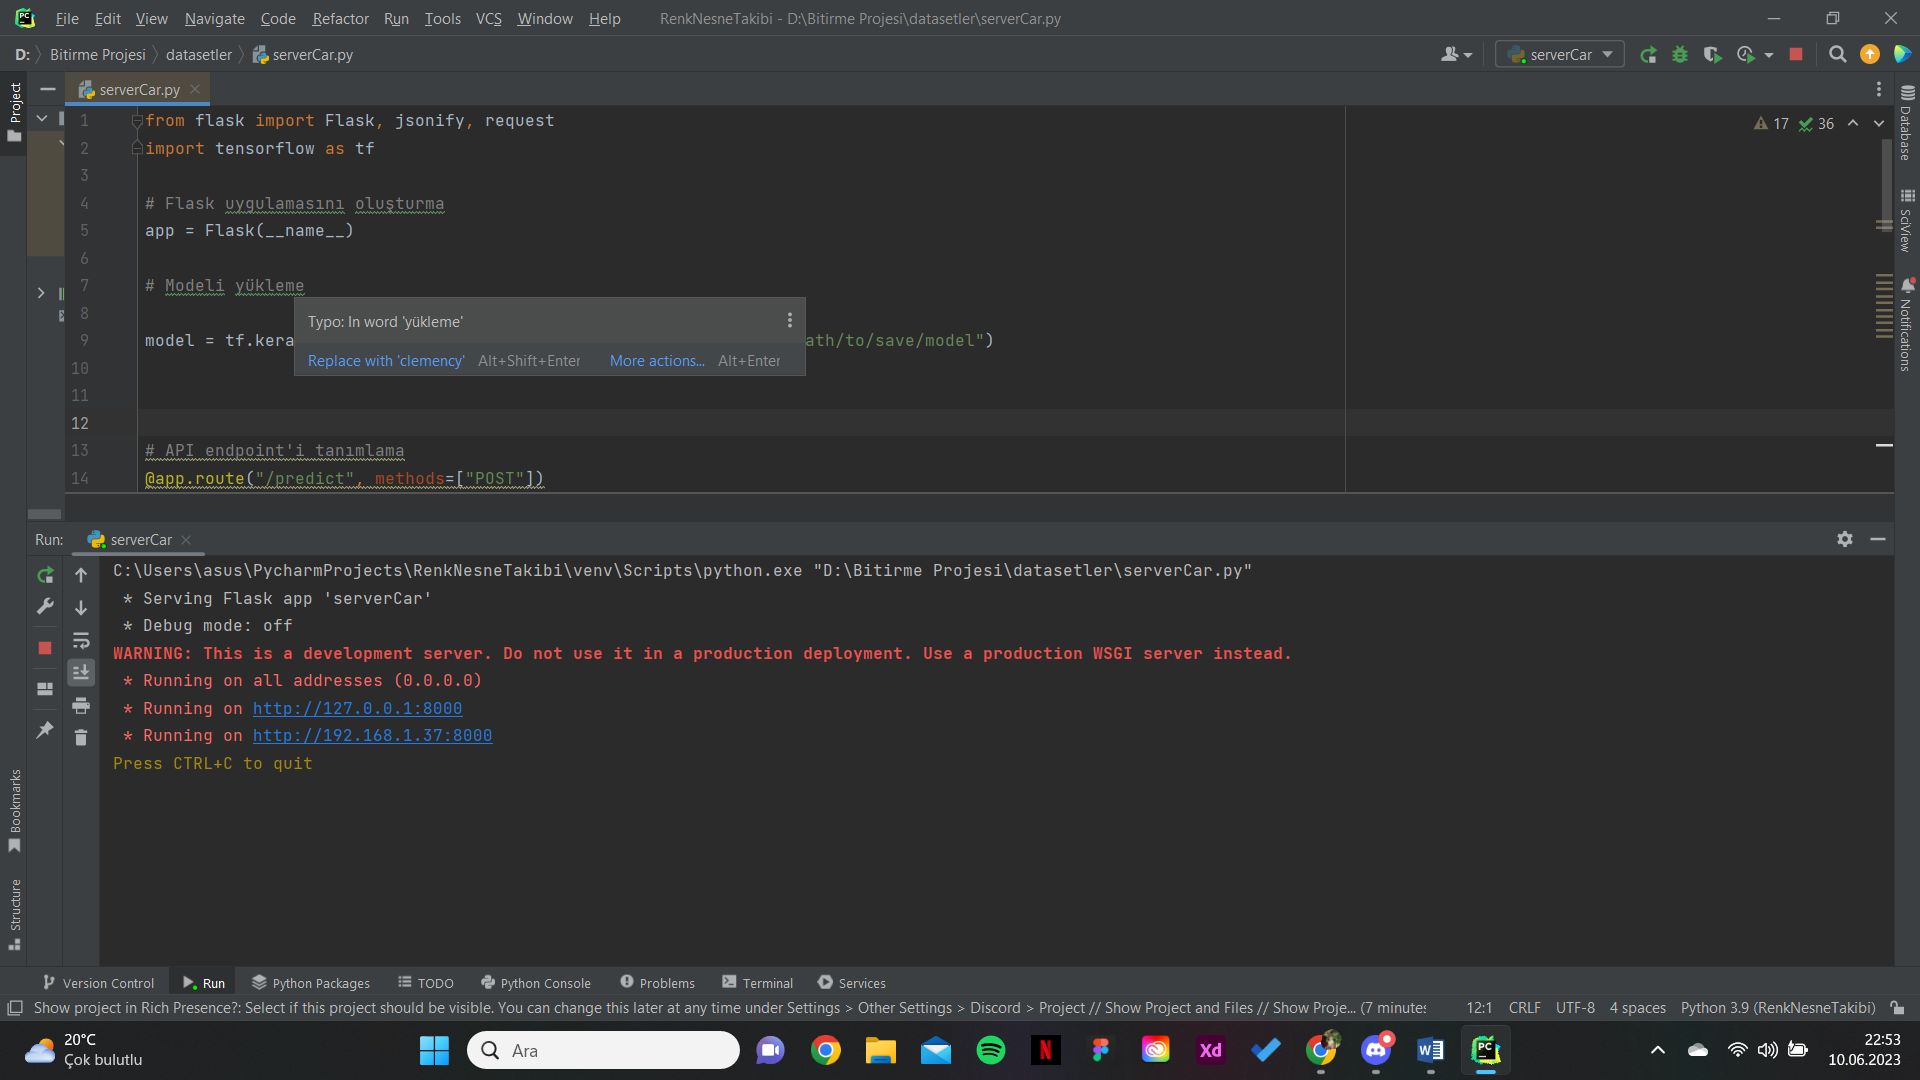 File Edit View Navigate Code Refactor Run Tools VCS Window Help RenkNesneTakibi - D:\Bitirme Projesi\datasetler\serverCar.py
D: Bitirme Projesi datasetler serverCar.py serverCar
Project
serverCar.py
17 36
Database
SciView
Notifications
1 from flask import Flask, jsonify, request
2 import tensorflow as tf
3
4 # Flask uygulamasını oluşturma
5 app = Flask(__name__)
6
7 # Modeli yükleme
8
Typo: In word 'yükleme'
9 model = tf.kera ath/to/save/model")
Replace with 'clemency' Alt+Shift+Enter More actions... Alt+Enter
10
11
12
13 # API endpoint'i tanımlama
14 @app.route("/predict", methods=["POST"])
Run: serverCar
C:\Users\asus\PycharmProjects\RenkNesneTakibi\venv\Scripts\python.exe "D:\Bitirme Projesi\datasetler\serverCar.py"
* Serving Flask app 'serverCar'
* Debug mode: off
WARNING: This is a development server. Do not use it in a production deployment. Use a production WSGI server instead.
* Running on all addresses (0.0.0.0)
* Running on http://127.0.0.1:8000
* Running on http://192.168.1.37:8000
Press CTRL+C to quit
Bookmarks
Structure
Version Control Run Python Packages TODO Python Console Problems Terminal Services
Show project in Rich Presence?: Select if this project should be visible. You can change this later at any time under Settings > Other Settings > Discord > Project // Show Project and Files // Show Proje... (7 minutes 12:1 CRLF UTF-8 4 spaces Python 3.9 (RenkNesneTakibi)
20°C
Çok bulutlu
Ara
Xd
22:53
10.06.2023